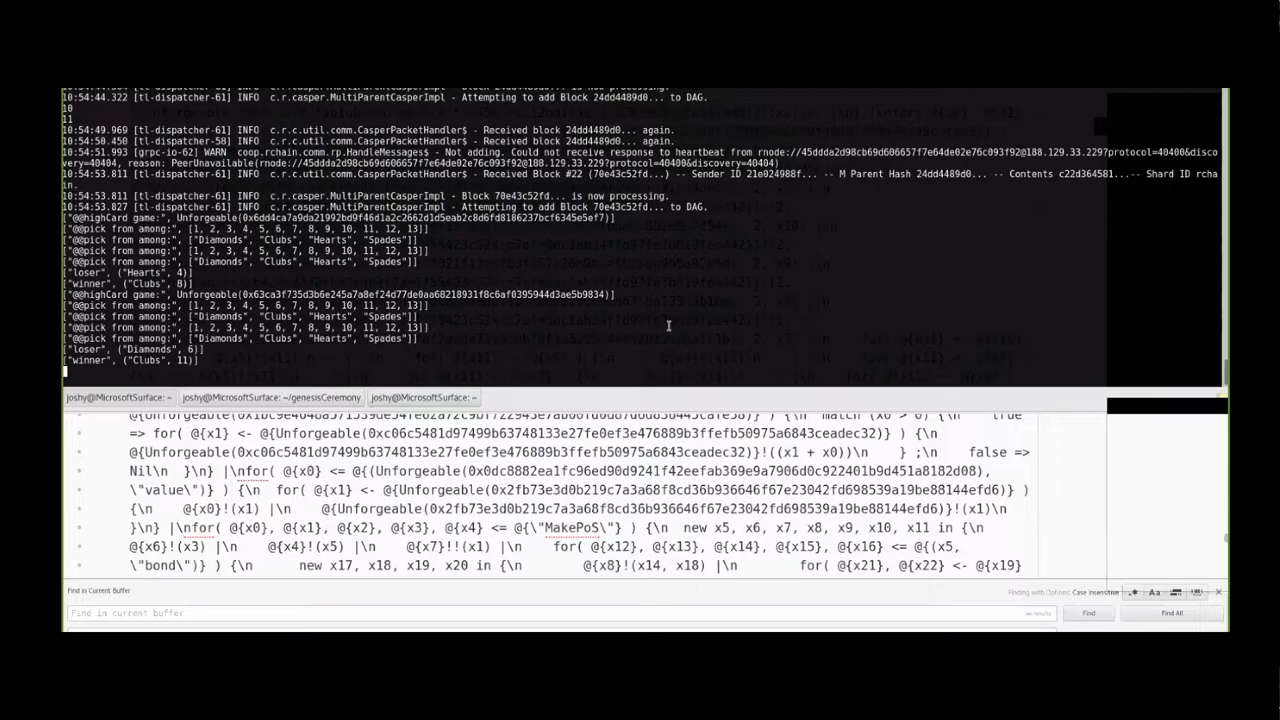 10:54:44.322 [tl-dispatcher-61] INFO  c.r.casper.MultiParentCasperImpl - Attempting to add Block 24dd4489d0... to DAG.
10
11
10:54:49.969 [tl-dispatcher-61] INFO  c.r.c.util.comm.CasperPacketHandler$ - Received block 24dd4489d0... again.
10:54:50.450 [tl-dispatcher-58] INFO  c.r.c.util.comm.CasperPacketHandler$ - Received block 24dd4489d0... again.
10:54:51.993 [grpc-io-62] WARN  coop.rchain.comm.rp.HandleMessages$ - Not adding. Could not receive response to heartbeat from rnode://45ddda2d98cb69d606657f7e64de02e76c093f92@188.129.33.229?protocol=40400&disco
very=40404, reason: PeerUnavailable(rnode://45ddda2d98cb69d606657f7e64de02e76c093f92@188.129.33.229?protocol=40400&discovery=40404)
10:54:53.811 [tl-dispatcher-61] INFO  c.r.c.util.comm.CasperPacketHandler$ - Received Block #22 (70e43c52fd...) -- Sender ID 21e024988f... -- M Parent Hash 24dd4489d0... -- Contents c22d364581...-- Shard ID rcha
in.
10:54:53.811 [tl-dispatcher-61] INFO  c.r.casper.MultiParentCasperImpl - Block 70e43c52fd... is now processing.
10:54:53.827 [tl-dispatcher-61] INFO  c.r.casper.MultiParentCasperImpl - Attempting to add Block 70e43c52fd... to DAG.
["@@highCard game:", Unforgeable(0x6dd4ca7a9da21992bd9f46d1a2c2662d1d5eab2c8d6fd8186237bcf6345e5ef7)]
["@@pick from among:", [1, 2, 3, 4, 5, 6, 7, 8, 9, 10, 11, 12, 13]]
["@@pick from among:", ["Diamonds", "Clubs", "Hearts", "Spades"]]
["@@pick from among:", [1, 2, 3, 4, 5, 6, 7, 8, 9, 10, 11, 12, 13]]
["@@pick from among:", ["Diamonds", "Clubs", "Hearts", "Spades"]]
["loser", ("Hearts", 4)]
["winner", ("Clubs", 8)]
["@@highCard game:", Unforgeable(0x63ca3f735d3b6e245a7a8ef24d77de0aa68218931f8c6af0395944d3ae5b9834)]
["@@pick from among:", [1, 2, 3, 4, 5, 6, 7, 8, 9, 10, 11, 12, 13]]
["@@pick from among:", ["Diamonds", "Clubs", "Hearts", "Spades"]]
["@@pick from among:", [1, 2, 3, 4, 5, 6, 7, 8, 9, 10, 11, 12, 13]]
["@@pick from among:", ["Diamonds", "Clubs", "Hearts", "Spades"]]
["loser", ("Diamonds", 6)]
["winner", ("Clubs", 11)]
joshy@MicrosoftSurface: ~ joshy@MicrosoftSurface: ~/genesisCeremony joshy@MicrosoftSurface: ~
{\n match (x0 > 0) {\n true
=> for( @{x1} <- @{Unforgeable(0xc06c5481d97499b63748133e27fe0ef3e476889b3ffefb50975a6843ceadec32)} ) {\n
@{Unforgeable(0xc06c5481d97499b63748133e27fe0ef3e476889b3ffefb50975a6843ceadec32)}!((x1 + x0))\n    } ;\n    false =>
Nil\n  }\n} |\nfor( @{x0} <= @{(Unforgeable(0x0dc8882ea1fc96ed90d9241f42eefab369e9a7906d0c922401b9d451a8182d08),
\"value\")} ) {\n  for( @{x1} <- @{Unforgeable(0x2fb73e3d0b219c7a3a68f8cd36b936646f67e23042fd698539a19be88144efd6)} )
{\n    @{x0}!(x1) |\n    @{Unforgeable(0x2fb73e3d0b219c7a3a68f8cd36b936646f67e23042fd698539a19be88144efd6)}!(x1)\n
}\n} |\nfor( @{x0}, @{x1}, @{x2}, @{x3}, @{x4} <= @{\"MakePoS\"} ) {\n  new x5, x6, x7, x8, x9, x10, x11 in {\n
@{x6}!(x3) |\n    @{x4}!(x5) |\n    @{x7}!!(x1) |\n    for( @{x12}, @{x13}, @{x14}, @{x15}, @{x16} <= @{(x5,
\"bond\")} ) {\n      new x17, x18, x19, x20 in {\n        @{x8}!(x14, x18) |\n        for( @{x21}, @{x22} <- @{x19}
Find in Current Buffer
Finding with Options: Case Insensitive
.* Aa
Find in current buffer
no results
Find
Find All